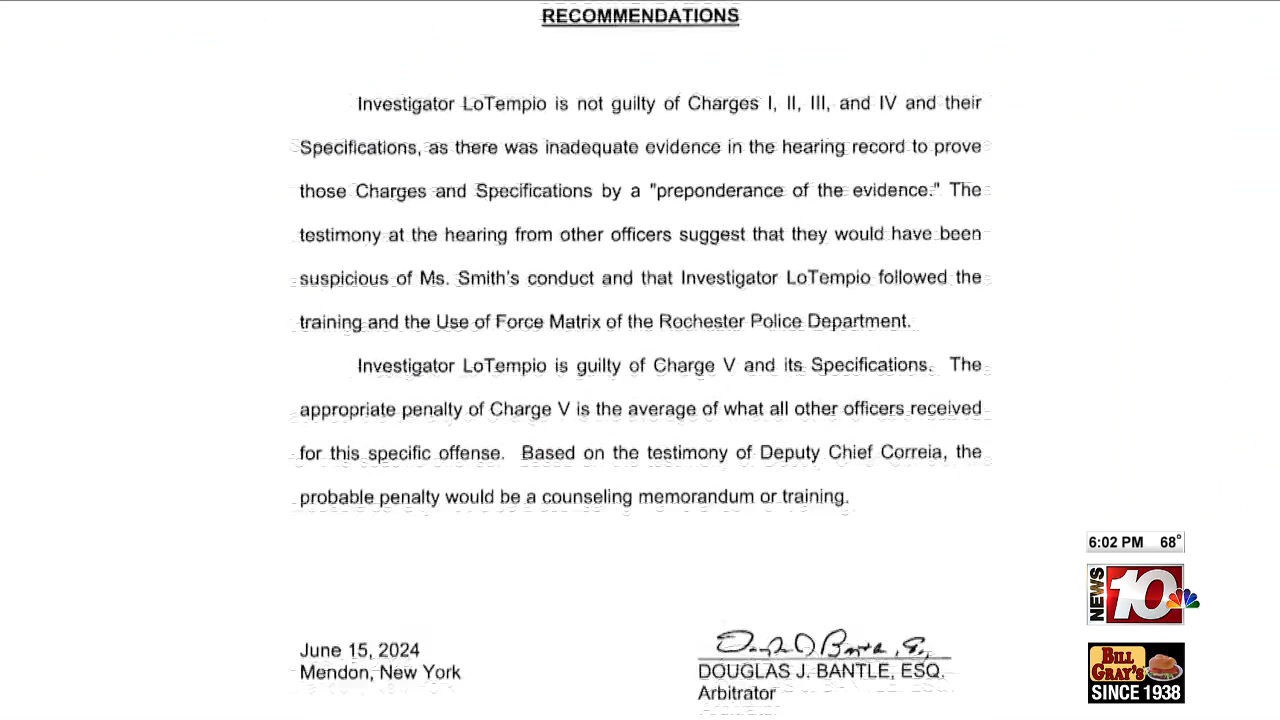 RECOMMENDATIONS
Investigator LoTempio is not guilty of Charges I, II, III, and IV and their
Specifications, as there was inadequate evidence in the hearing record to prove
those Charges and Specifications by a "preponderance of the evidence." The
testimony at the hearing from other officers suggest that they would have been
suspicious of Ms. Smith's conduct and that Investigator LoTempio followed the
training and the Use of Force Matrix of the Rochester Police Department.
Investigator LoTempio is guilty of Charge V and its Specifications. The
appropriate penalty of Charge V is the average of what all other officers received
for this specific offense. Based on the testimony of Deputy Chief Correia, the
probable penalty would be a counseling memorandum or training.
6:02 PM 68°
NEWS 10
June 15, 2024
Mendon, New York
DOUGLAS J. BANTLE, ESQ.
Arbitrator
BILL
GRAY'S
SINCE 1938